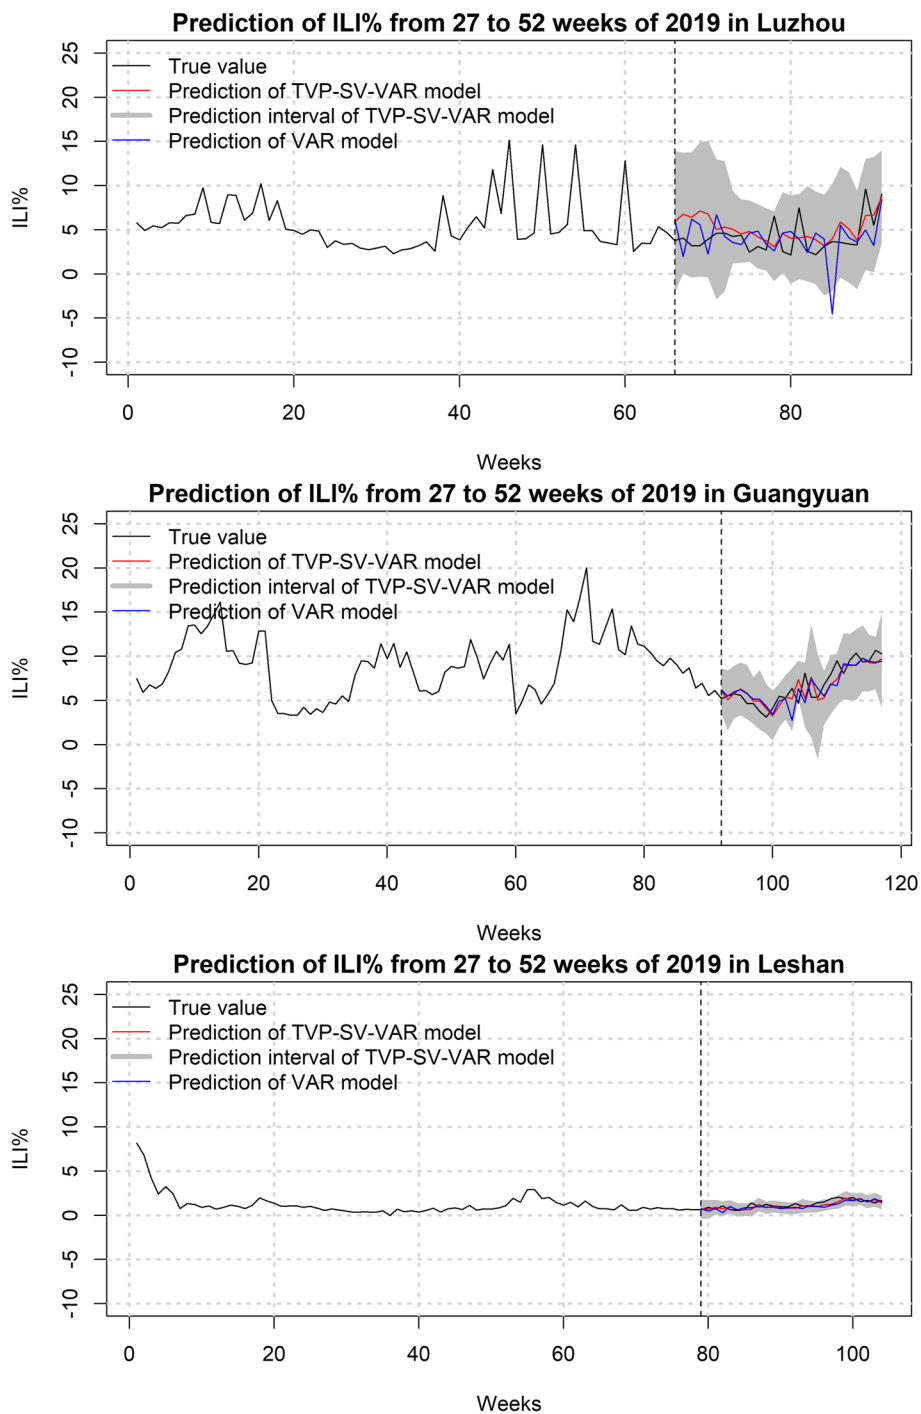 Prediction of ILI% from 27 to 52 weeks of 2019 in Luzhou
True value
Prediction of TVP-SV-VAR model
Prediction interval of TVP-SV-VAR model
Prediction of VAR model
ILI%
25
20
15
10
5
0
-5
-10
0 20 40 60 80
Weeks
Prediction of ILI% from 27 to 52 weeks of 2019 in Guangyuan
True value
Prediction of TVP-SV-VAR model
Prediction interval of TVP-SV-VAR model
Prediction of VAR model
ILI%
25
20
15
10
5
0
-5
-10
0 20 40 60 80 100 120
Weeks
Prediction of ILI% from 27 to 52 weeks of 2019 in Leshan
True value
Prediction of TVP-SV-VAR model
Prediction interval of TVP-SV-VAR model
Prediction of VAR model
ILI%
25
20
15
10
5
0
-5
-10
0 20 40 60 80 100
Weeks